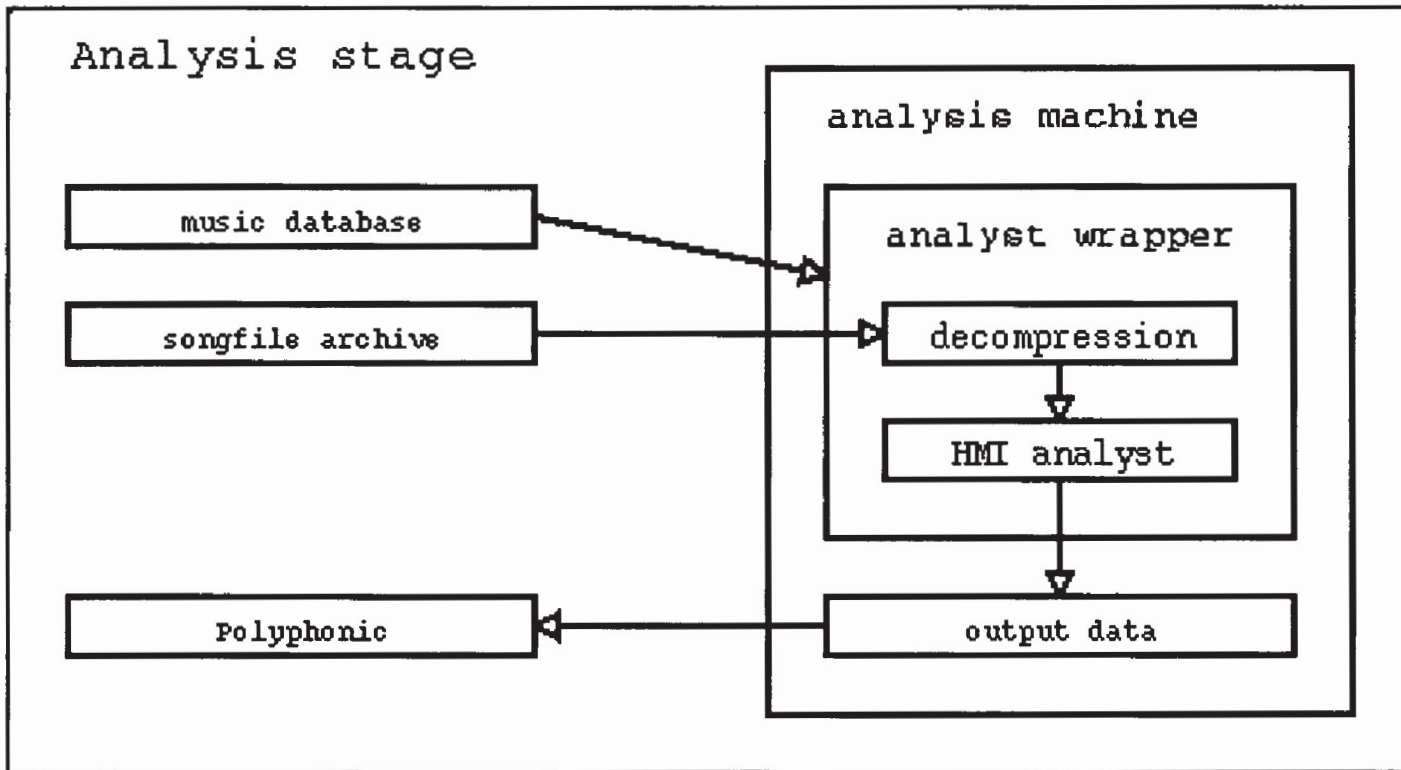 Analysis stage
analysis machine
music database
analyst wrapper
songfile archive
decompression
HMI analyst
Polyphonic
output data